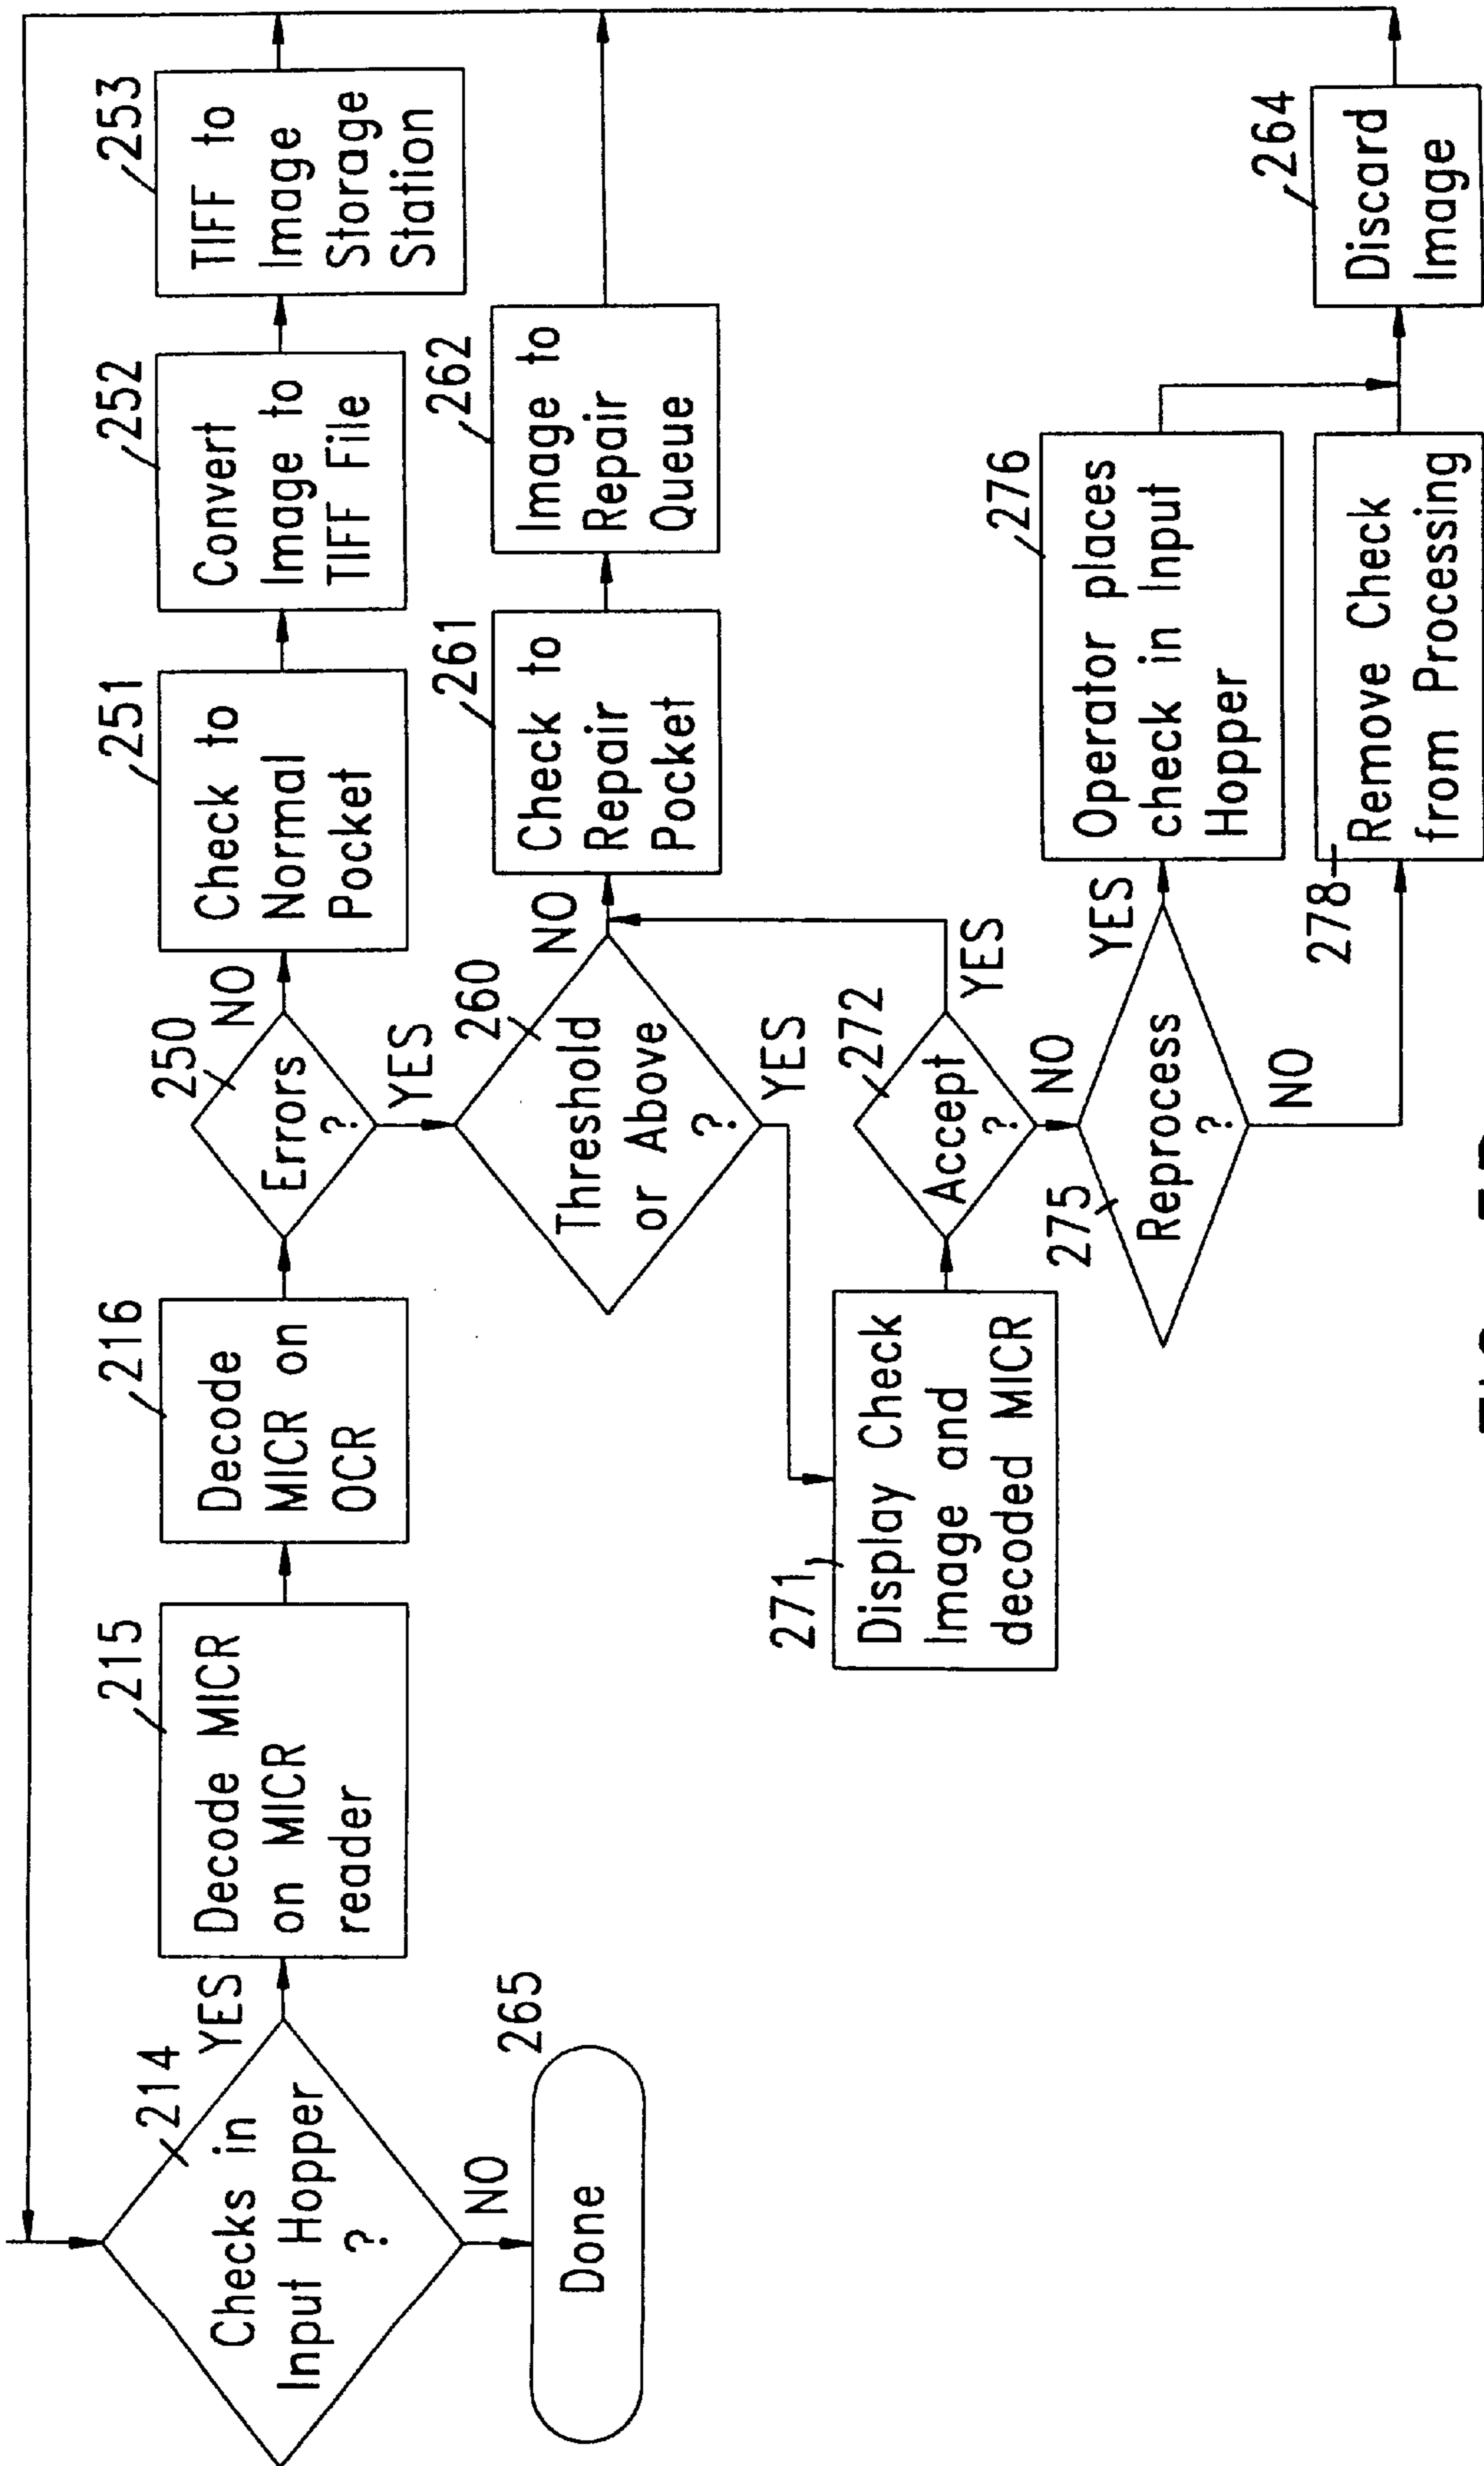 214
Checks in
Input Hopper
?
YES
NO
265
Done
215
Decode MICR
on MICR
reader
216
Decode
MICR on
OCR
250
Errors
?
NO
YES
251
Check to
Normal
Pocket
252
Convert
Image to
TIFF File
253
TIFF to
Image
Storage
Station
260
Threshold
or Above
?
NO
YES
261
Check to
Repair
Pocket
262
Image to
Repair
Queue
271
Display Check
Image and
decoded MICR
272
Accept
?
YES
NO
275
Reprocess
?
YES
NO
276
Operator places
check in Input
Hopper
278
Remove Check
from Processing
264
Discard
Image